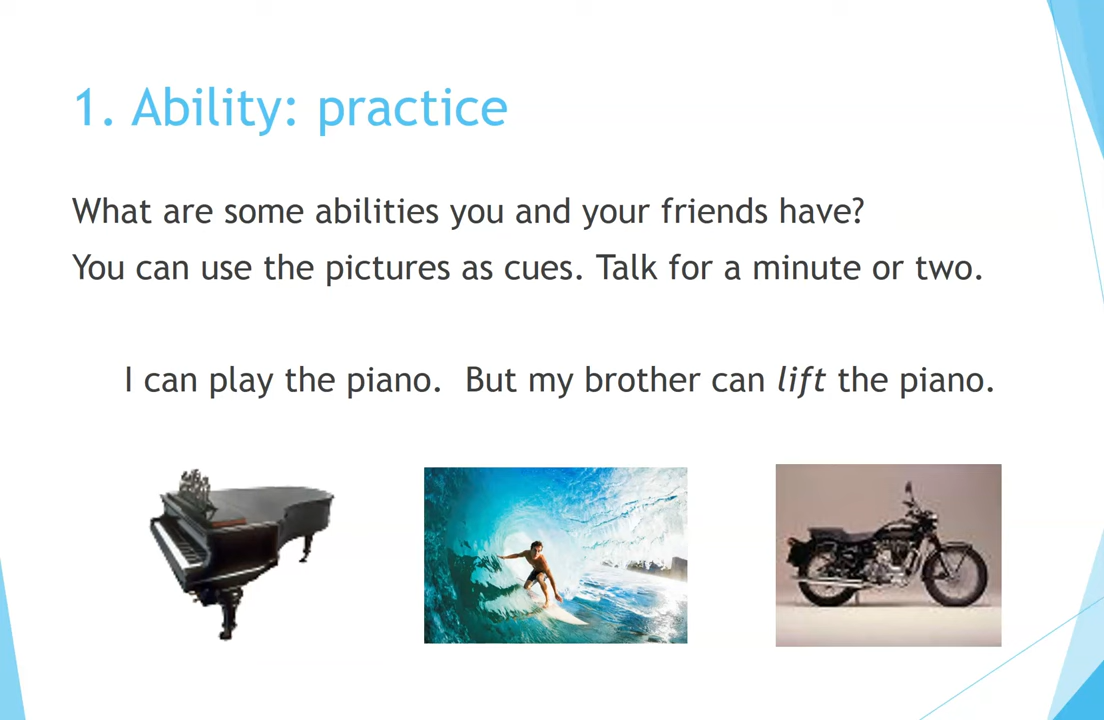 1. Ability: practice
What are some abilities you and your friends have?
You can use the pictures as cues. Talk for a minute or two.
I can play the piano.  But my brother can lift the piano.